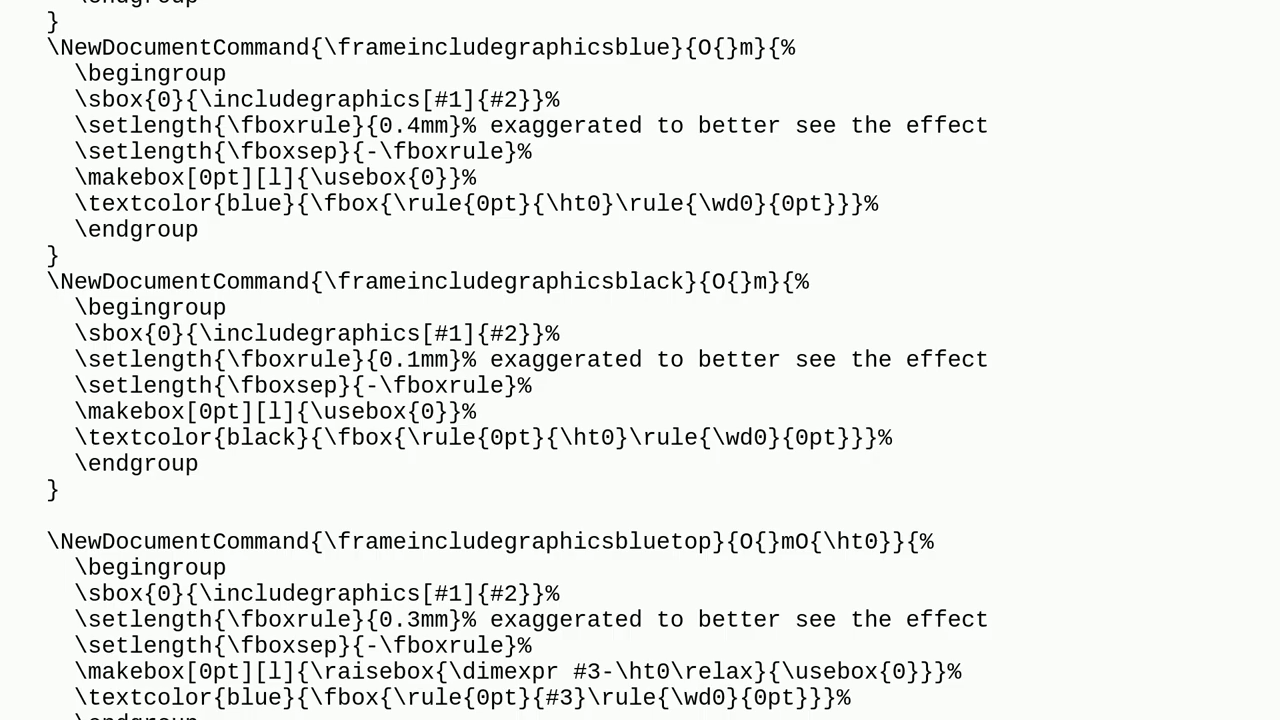 \endgroup
}
\NewDocumentCommand{\frameincludegraphicsblue}{O{}m}{%
\begingroup
\sbox{0}{\includegraphics[#1]{#2}}%
\setlength{\fboxrule}{0.4mm}% exaggerated to better see the effect
\setlength{\fboxsep}{-\fboxrule}%
\makebox[0pt][l]{\usebox{0}}%
\textcolor{blue}{\fbox{\rule{0pt}{\ht0}\rule{\wd0}{0pt}}}%
\endgroup
}
\NewDocumentCommand{\frameincludegraphicsblack}{O{}m}{%
\begingroup
\sbox{0}{\includegraphics[#1]{#2}}%
\setlength{\fboxrule}{0.1mm}% exaggerated to better see the effect
\setlength{\fboxsep}{-\fboxrule}%
\makebox[0pt][l]{\usebox{0}}%
\textcolor{black}{\fbox{\rule{0pt}{\ht0}\rule{\wd0}{0pt}}}%
\endgroup
}
\NewDocumentCommand{\frameincludegraphicsbluetop}{O{}mO{\ht0}}{%
\begingroup
\sbox{0}{\includegraphics[#1]{#2}}%
\setlength{\fboxrule}{0.3mm}% exaggerated to better see the effect
\setlength{\fboxsep}{-\fboxrule}%
\makebox[0pt][l]{\raisebox{\dimexpr #3-\ht0\relax}{\usebox{0}}}%
\textcolor{blue}{\fbox{\rule{0pt}{#3}\rule{\wd0}{0pt}}}%
\endgroup